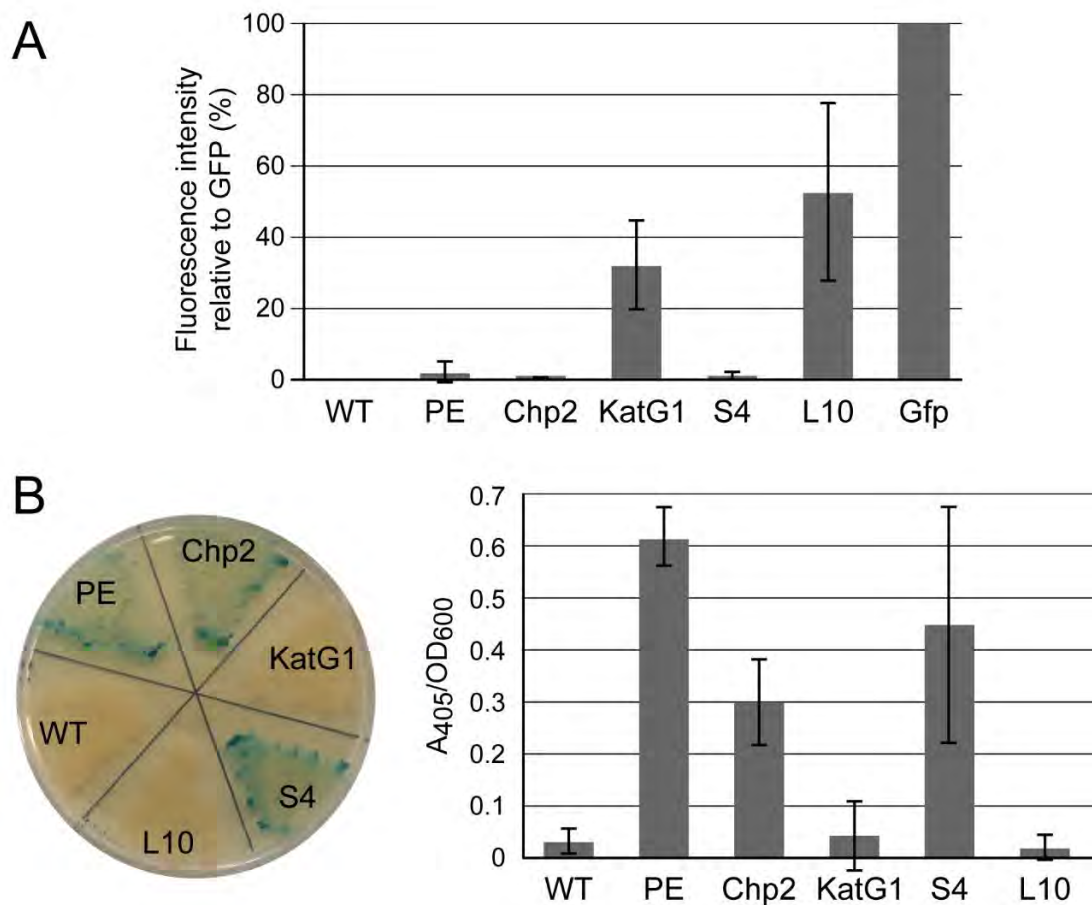 A
Fluorescence intensity
relative to GFP (%)
100
80
60
40
20
0
WT PE Chp2 KatG1 S4 L10 Gfp
B
Chp2
PE
KatG1
WT
S4
L10
A405/OD600
0.7
0.6
0.5
0.4
0.3
0.2
0.1
0
WT PE Chp2 KatG1 S4 L10